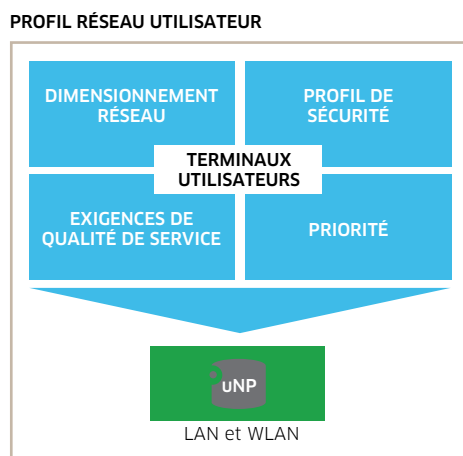 PROFIL RÉSEAU UTILISATEUR
DIMENSIONNEMENT
RÉSEAU
PROFIL DE
SÉCURITÉ
TERMINAUX
UTILISATEURS
EXIGENCES DE
QUALITÉ DE SERVICE
PRIORITÉ
uNP
LAN et WLAN